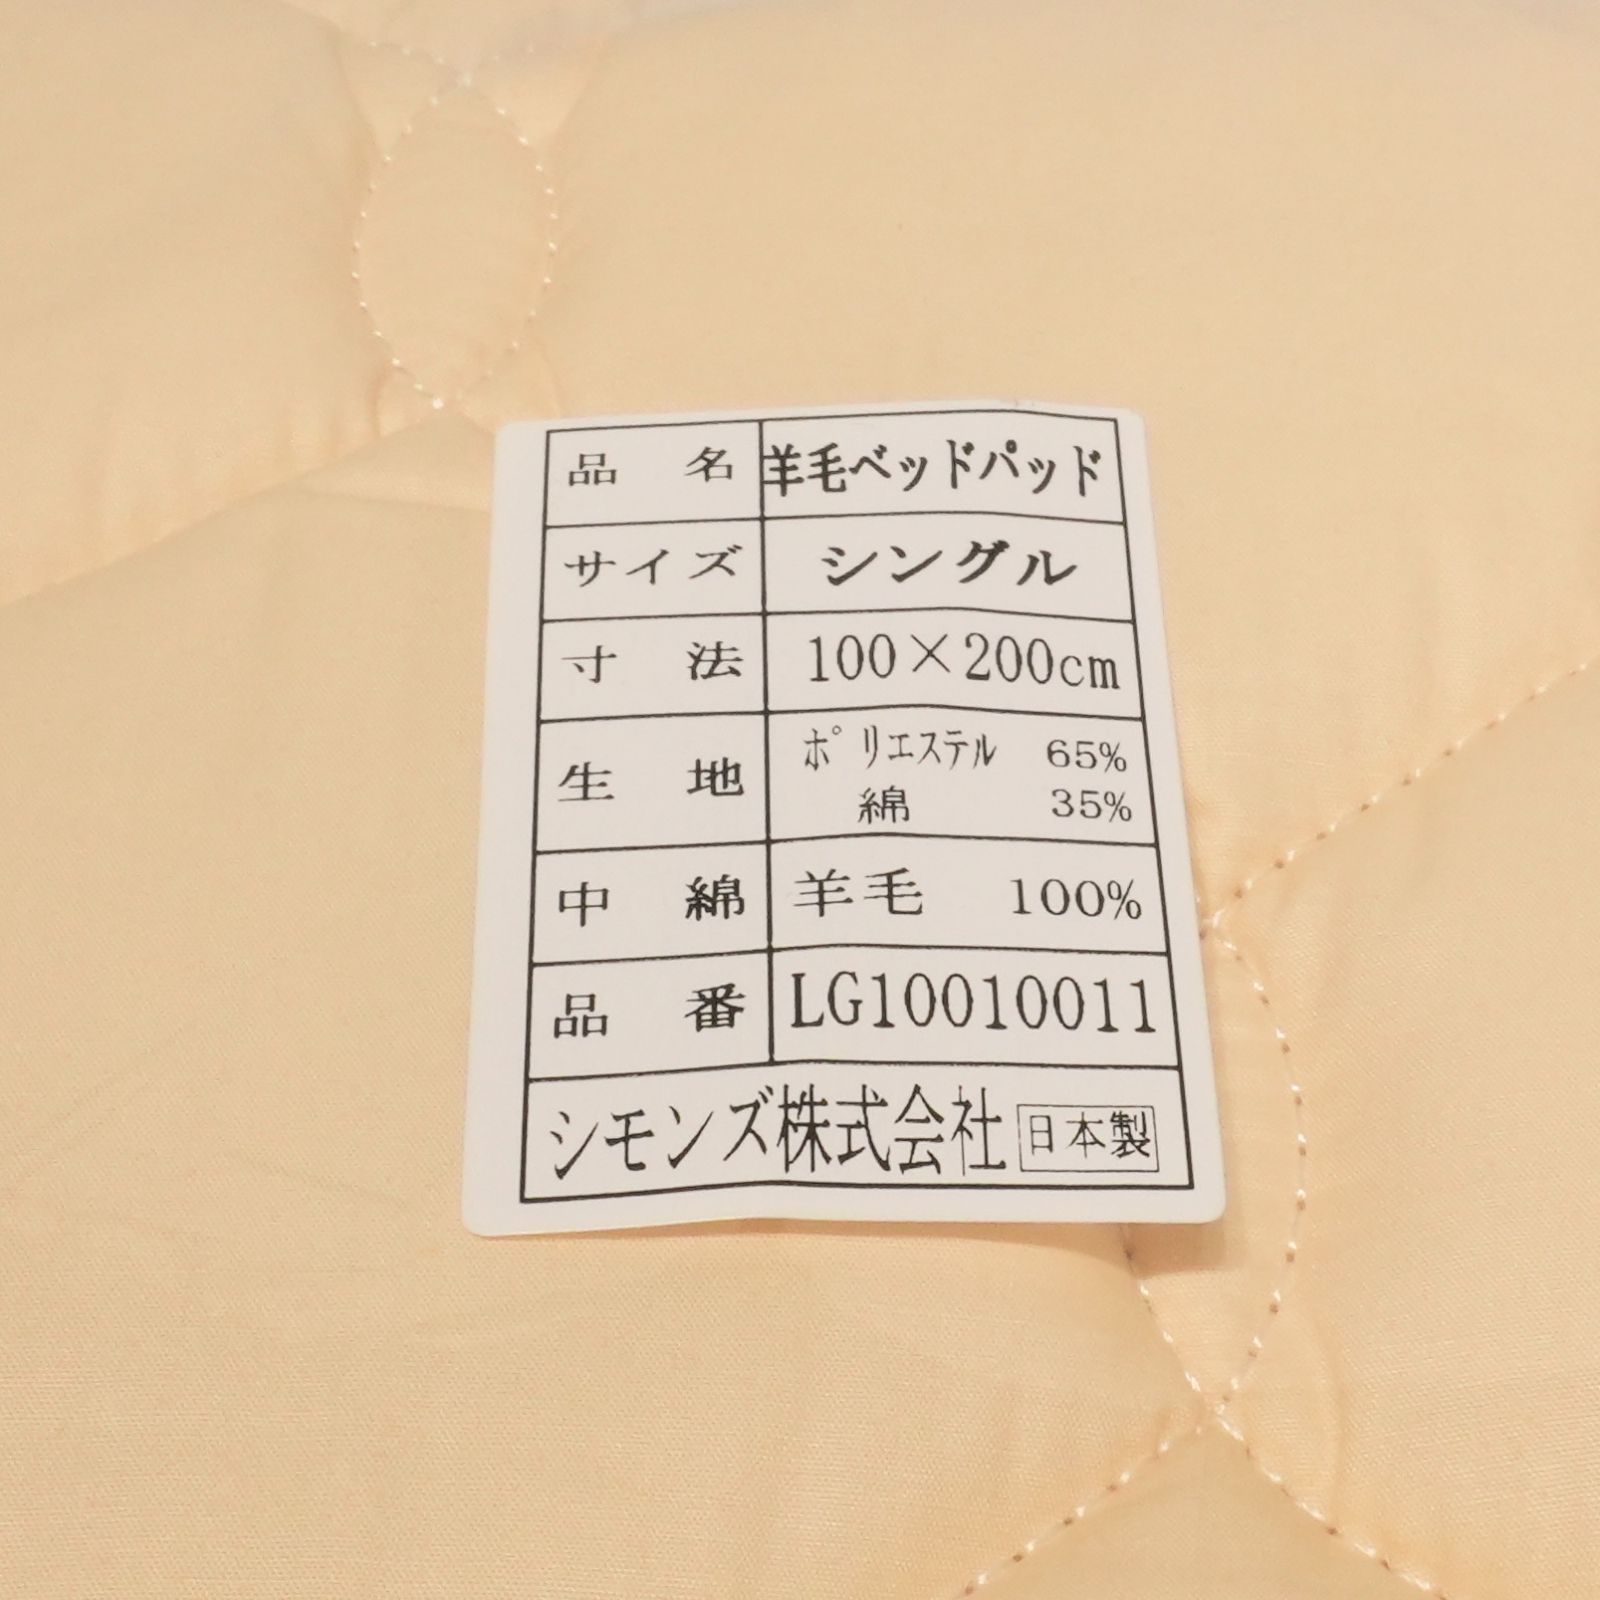 品名 羊毛ベッドパッド
サイズ シングル
寸法 100×200cm
生地 ポリエステル 65%
綿 35%
中綿 羊毛 100%
品番 LG10010011
シモンズ株式会社 日本製